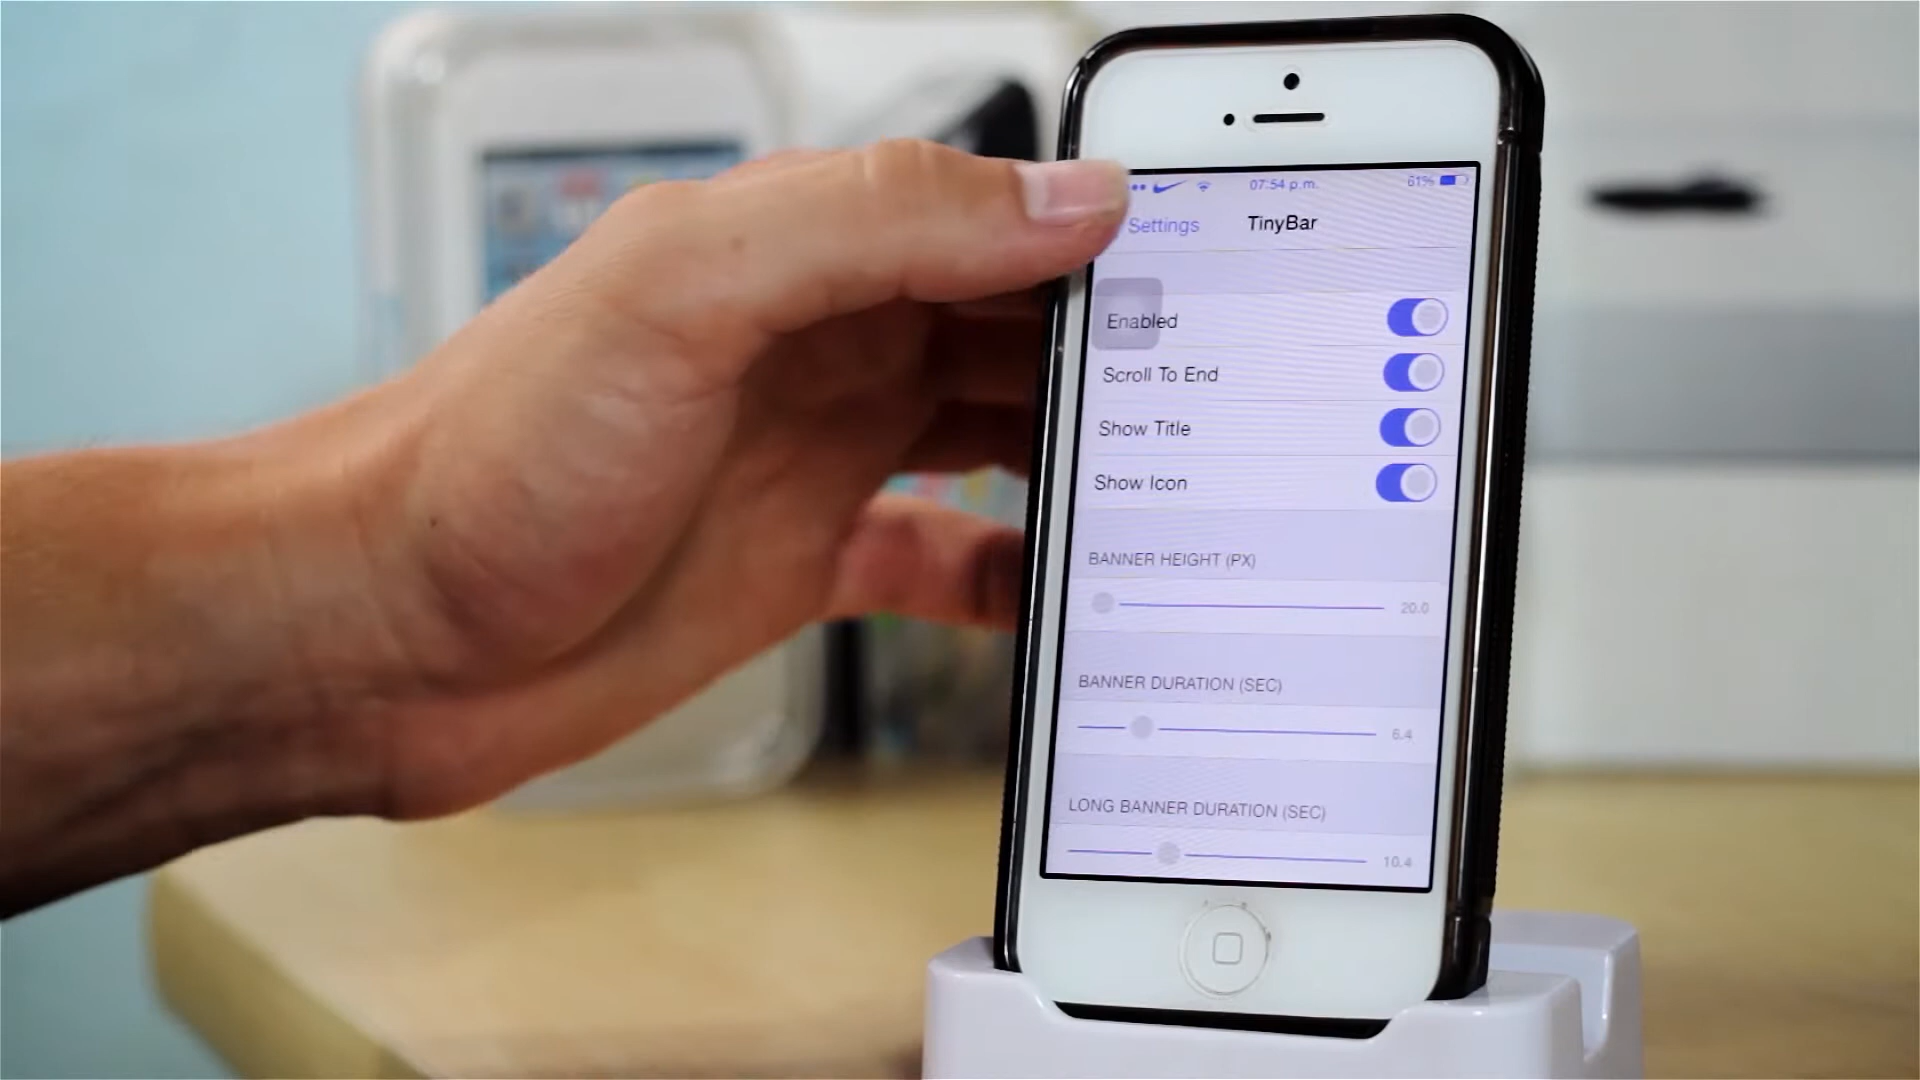 07:54 p.m.
61%
Settings
TinyBar
Enabled
Scroll To End
Show Title
Show Icon
BANNER HEIGHT (PX)
20.0
BANNER DURATION (SEC)
6.4
LONG BANNER DURATION (SEC)
10.4